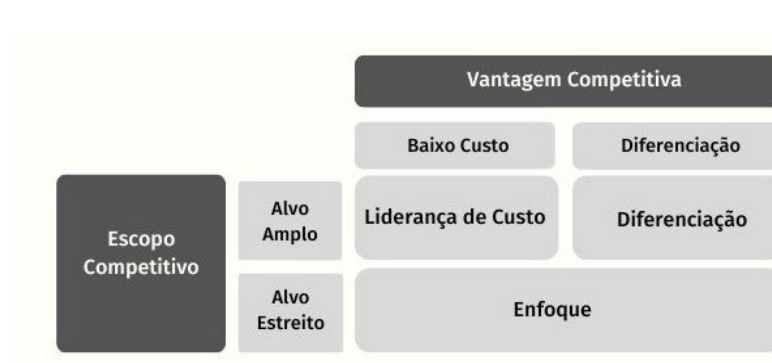 Vantagem Competitiva
Baixo Custo
Diferenciação
Escopo
Competitivo
Alvo
Amplo
Liderança de Custo
Diferenciação
Alvo
Estreito
Enfoque